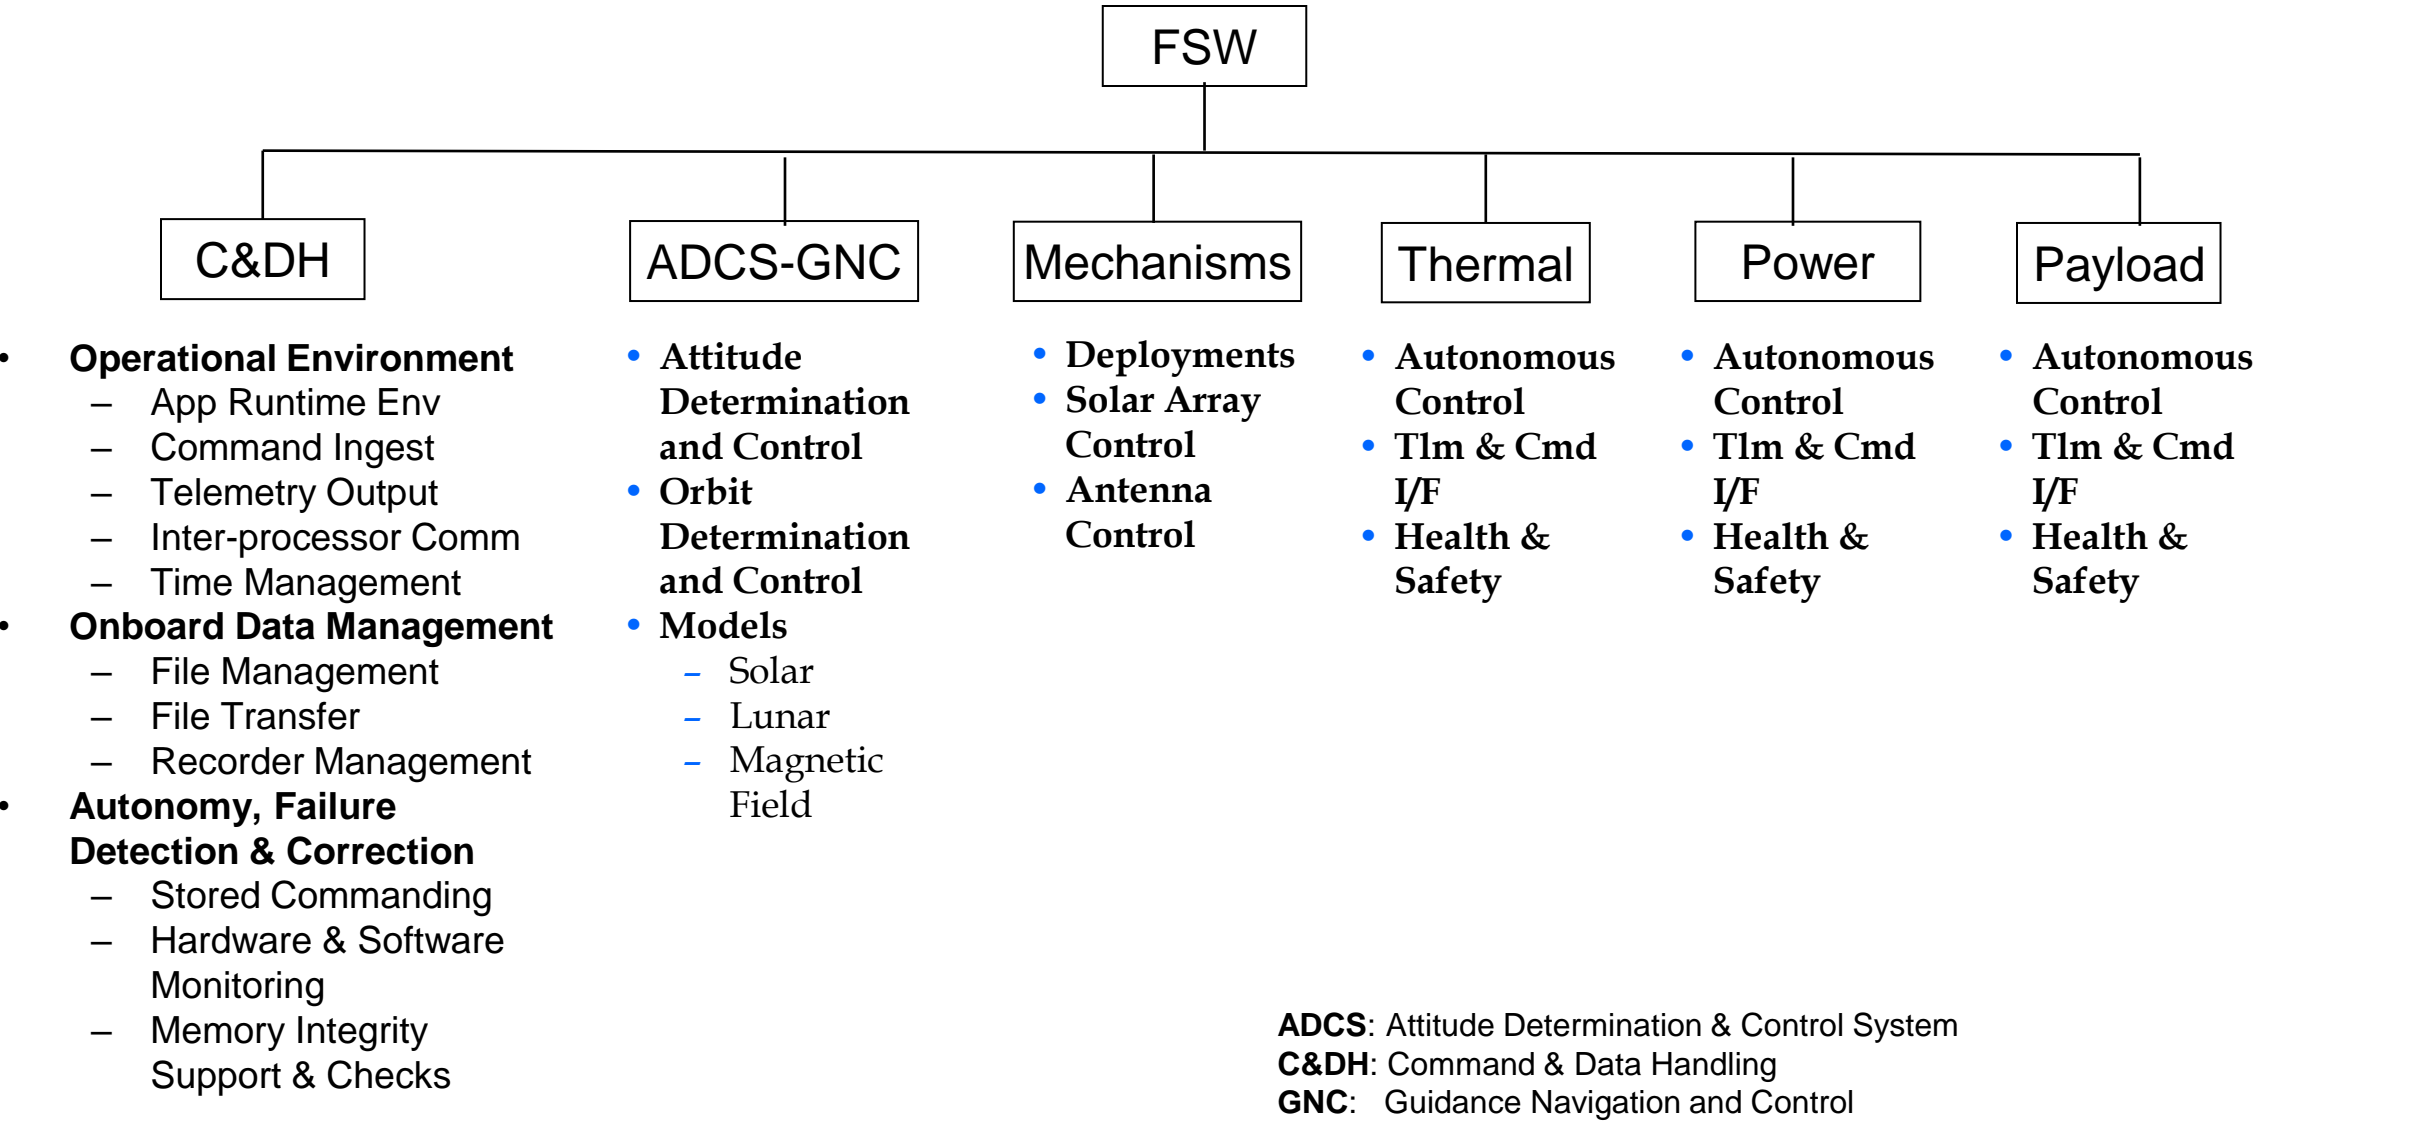 FSW
C&DH
ADCS-GNC
Mechanisms
Thermal
Power
Payload
• Operational Environment
– App Runtime Env
– Command Ingest
– Telemetry Output
– Inter-processor Comm
– Time Management
• Onboard Data Management
– File Management
– File Transfer
– Recorder Management
• Autonomy, Failure
Detection & Correction
– Stored Commanding
– Hardware & Software
Monitoring
– Memory Integrity
Support & Checks
• Attitude
Determination
and Control
• Orbit
Determination
and Control
• Models
– Solar
– Lunar
– Magnetic
Field
• Deployments
• Solar Array
Control
• Antenna
Control
• Autonomous
Control
• Tlm & Cmd
I/F
• Health &
Safety
• Autonomous
Control
• Tlm & Cmd
I/F
• Health &
Safety
• Autonomous
Control
• Tlm & Cmd
I/F
• Health &
Safety
ADCS: Attitude Determination & Control System
C&DH: Command & Data Handling
GNC: Guidance Navigation and Control